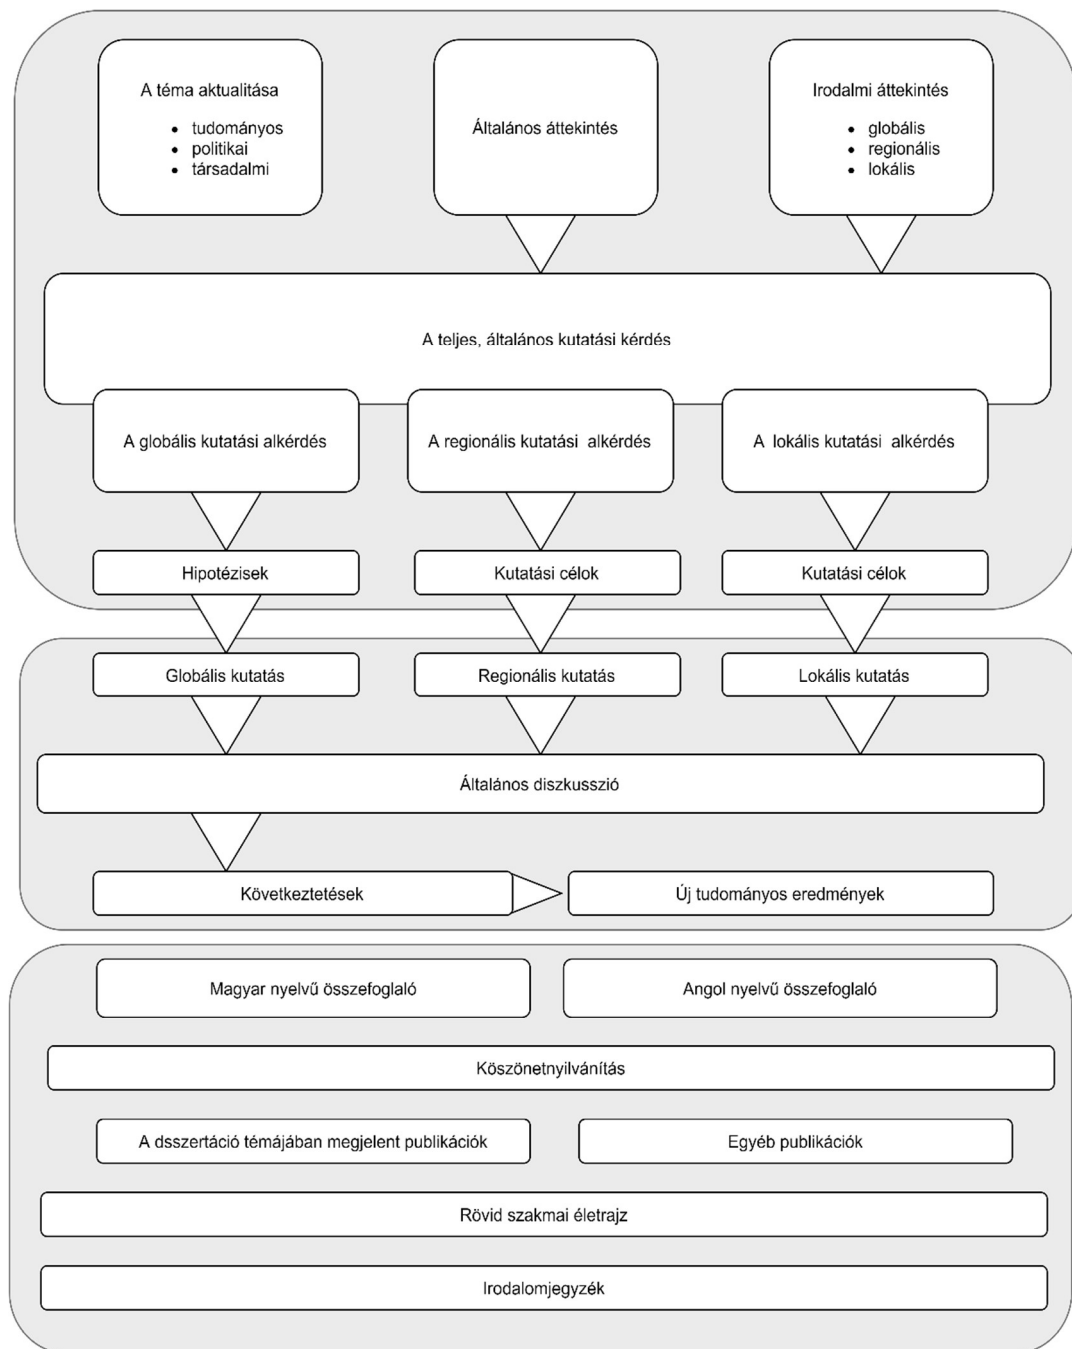 A téma aktualitása
• tudományos
• politikai
• társadalmi
Általános áttekintés
Irodalmi áttekintés
• globális
• regionális
• lokális
A teljes, általános kutatási kérdés
A globális kutatási alkérdés
A regionális kutatási alkérdés
A lokális kutatási alkérdés
Hipotézisek
Kutatási célok
Kutatási célok
Globális kutatás
Regionális kutatás
Lokális kutatás
Általános diszkusszió
Következtetések
Új tudományos eredmények
Magyar nyelvű összefoglaló
Angol nyelvű összefoglaló
Köszönetnyilvánítás
A dsszertáció témájában megjelent publikációk
Egyéb publikációk
Rövid szakmai életrajz
Irodalomjegyzék